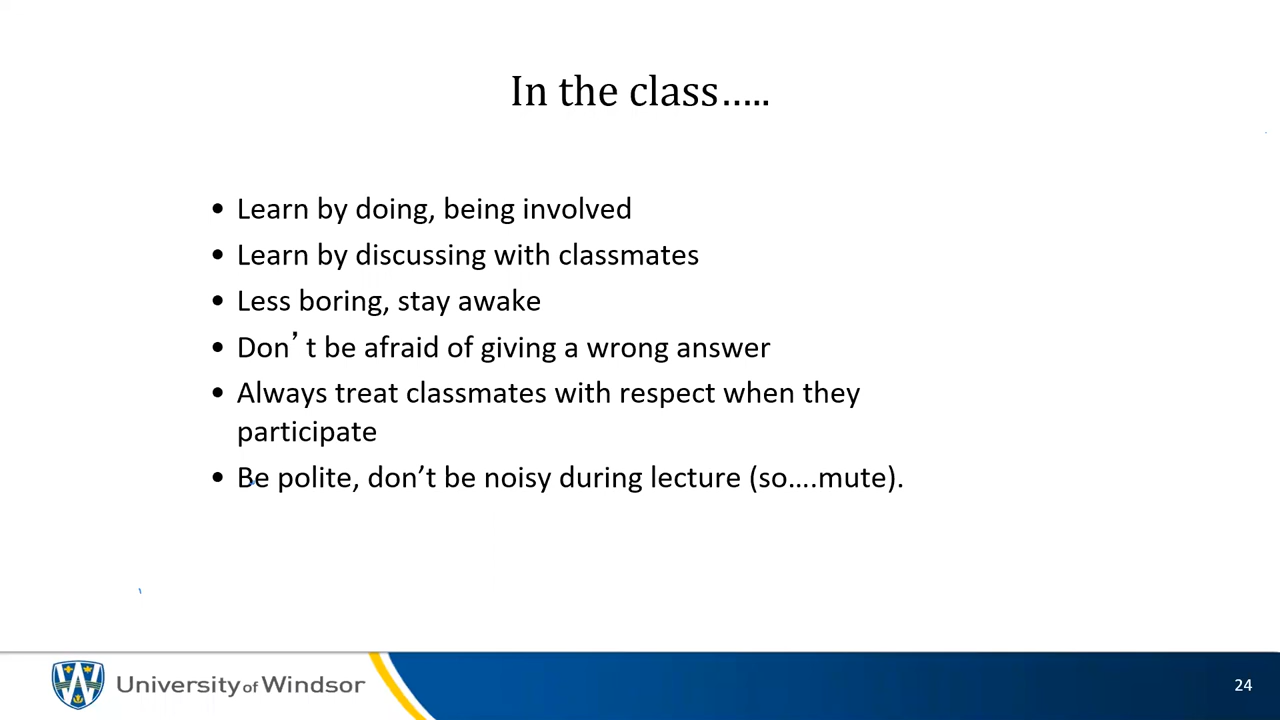 In the class.....
• Learn by doing, being involved
• Learn by discussing with classmates
• Less boring, stay awake
• Don’t be afraid of giving a wrong answer
• Always treat classmates with respect when they
participate
• Be polite, don’t be noisy during lecture (so….mute).
University of Windsor
24